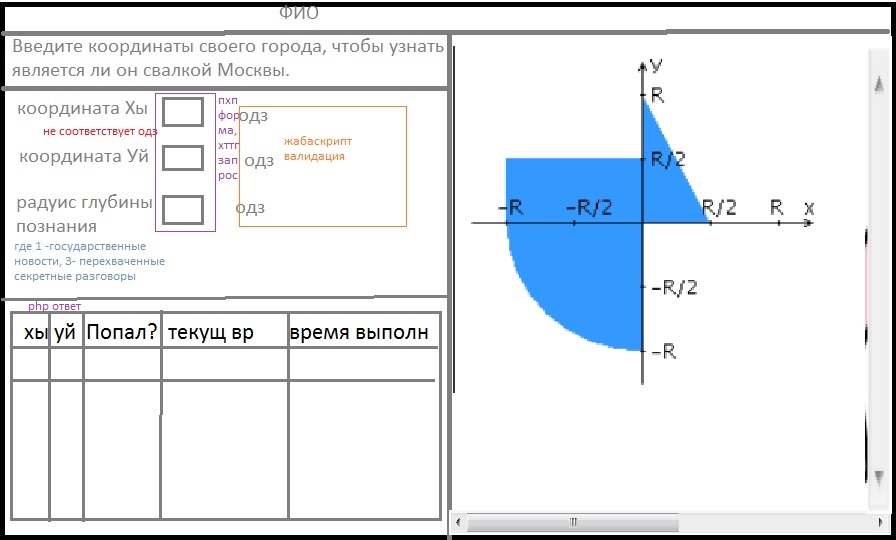 ФИО
Введите координаты своего города, чтобы узнать
является ли он свалкой Москвы.
координата Хы
не соответствует одз
координата Уй
радуис глубины
познания
где 1 -государственные
новости, 3- перехваченные
секретные разговоры
пхп
фор
ма,
хттп
зап
рос
одз
одз
одз
жабаскрипт
валидация
php ответ
хы уй Попал? текущ вр время выполн
y
R
R/2
-R -R/2 R/2 R x
-R/2
-R